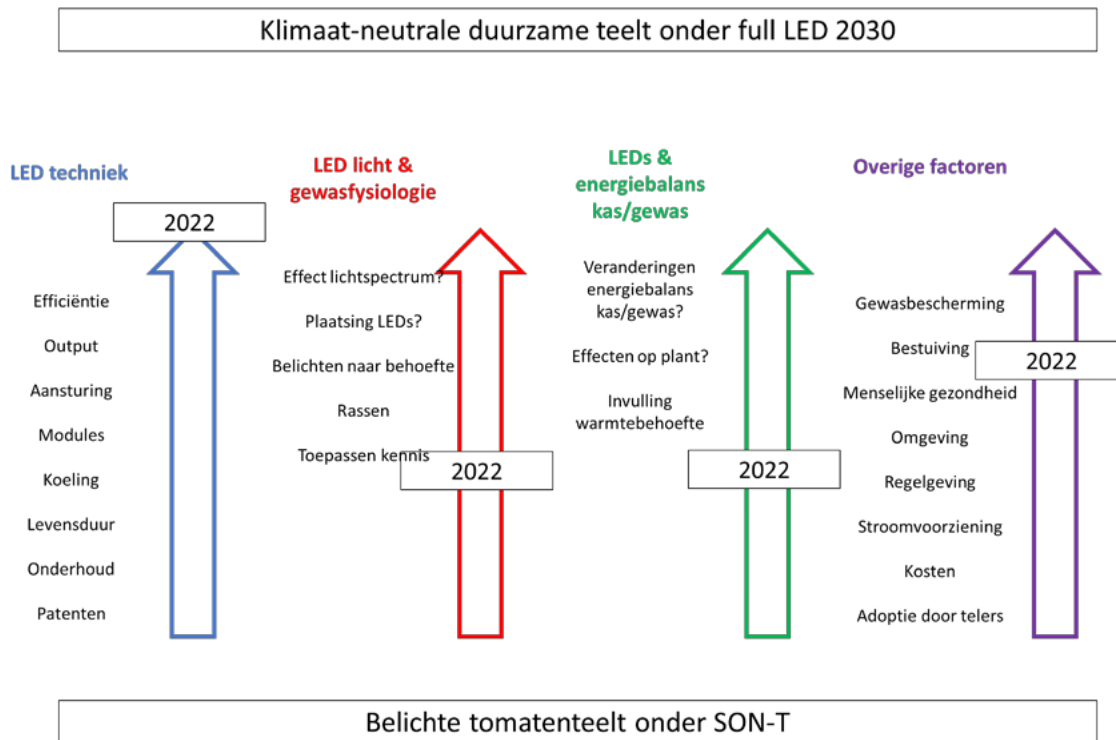 Klimaat-neutrale duurzame teelt onder full LED 2030
LED techniek
2022
Efficiëntie
Output
Aansturing
Modules
Koeling
Levensduur
Onderhoud
Patenten
LED licht &
gewasfysiologie
Effect lichtspectrum?
Plaatsing LEDs?
Belichten naar behoefte
Rassen
Toepassen kennis
2022
LEDs &
energiebalans
kas/gewas
Veranderingen
energiebalans
kas/gewas?
Effecten op plant?
Invulling
warmtebehoefte
2022
Overige factoren
Gewasbescherming
Bestuiving
2022
Menselijke gezondheid
Omgeving
Regelgeving
Stroomvoorziening
Kosten
Adoptie door telers
Belichte tomatenteelt onder SON-T